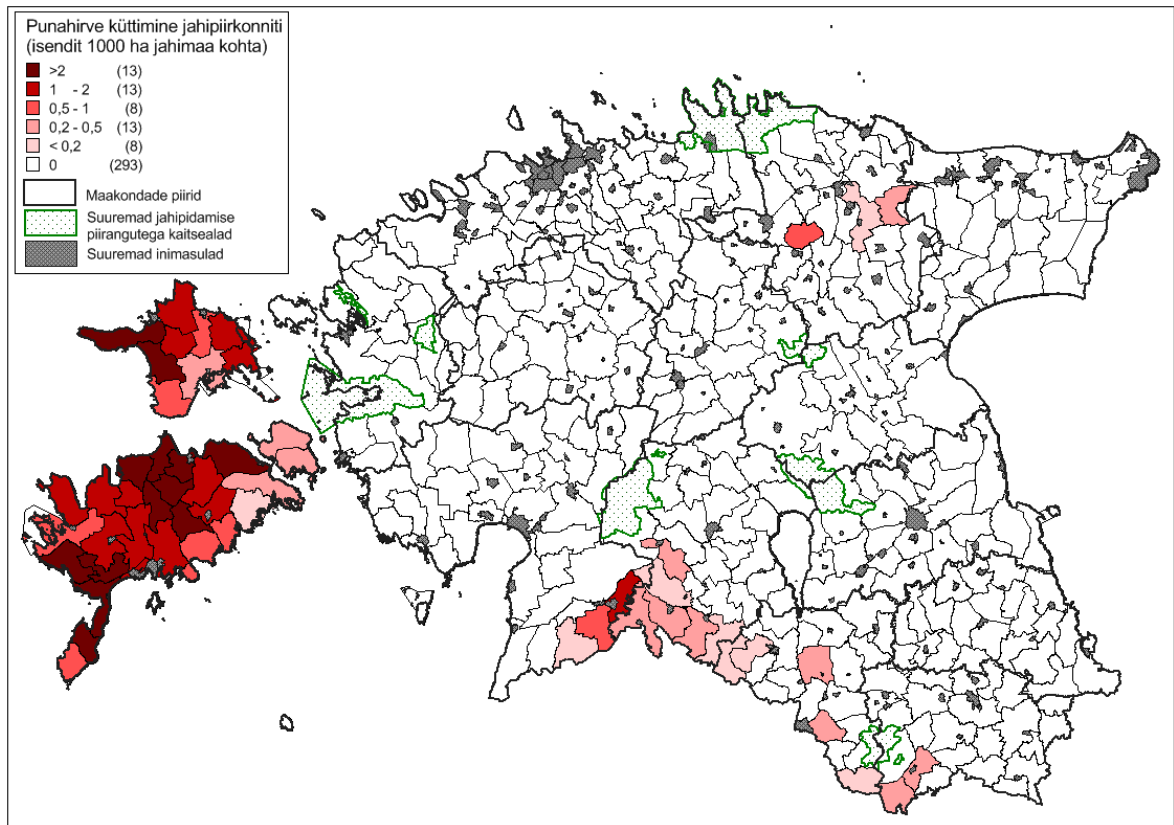 Punahirve küttimine jahipiirkonniti
(isendit 1000 ha jahimaa kohta)
>2 (13)
1 - 2 (13)
0,5 - 1 (8)
0,2 - 0,5 (13)
< 0,2 (8)
0 (293)
Maakondade piirid
Suuremad jahipidamise
piirangutega kaitsealad
Suuremad inimasulad